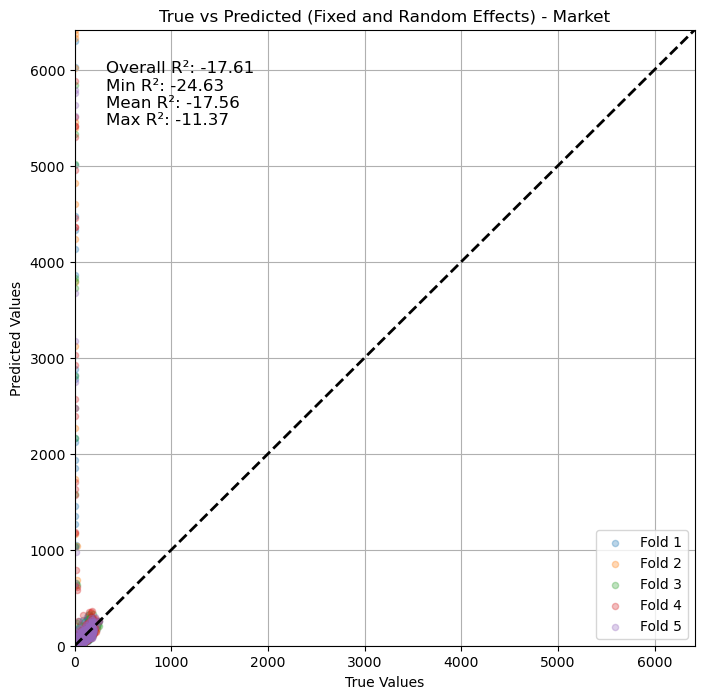 True vs Predicted (Fixed and Random Effects) - Market
Overall R²: -17.61
Min R²: -24.63
Mean R²: -17.56
Max R²: -11.37
6000
5000
4000
3000
2000
1000
0
Predicted Values
Fold 1
Fold 2
Fold 3
Fold 4
Fold 5
0 1000 2000 3000 4000 5000 6000
True Values